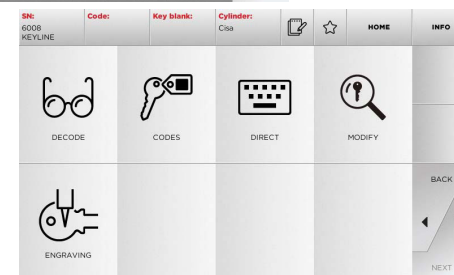 SN:
6008
KEYLINE
Code:
Key blank:
Cylinder:
Cisa
HOME
INFO
DECODE
CODES
DIRECT
MODIFY
BACK
ENGRAVING
NEXT